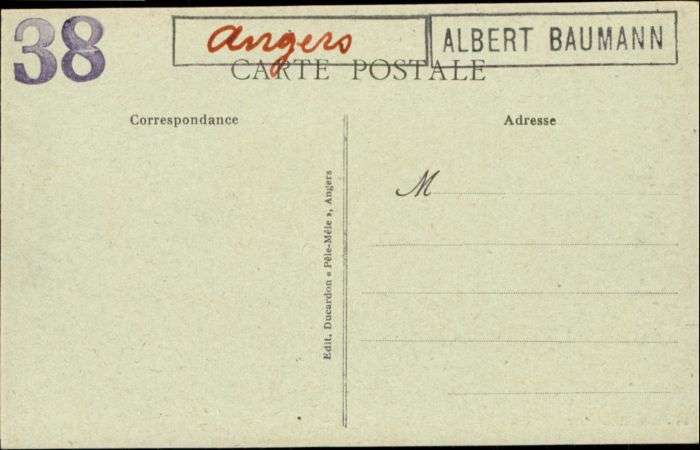 38
Angers
ALBERT BAUMANN
CARTE POSTALE
Correspondance
Adresse
M
Edit. Ducardon « Pêle-Mêle », Angers